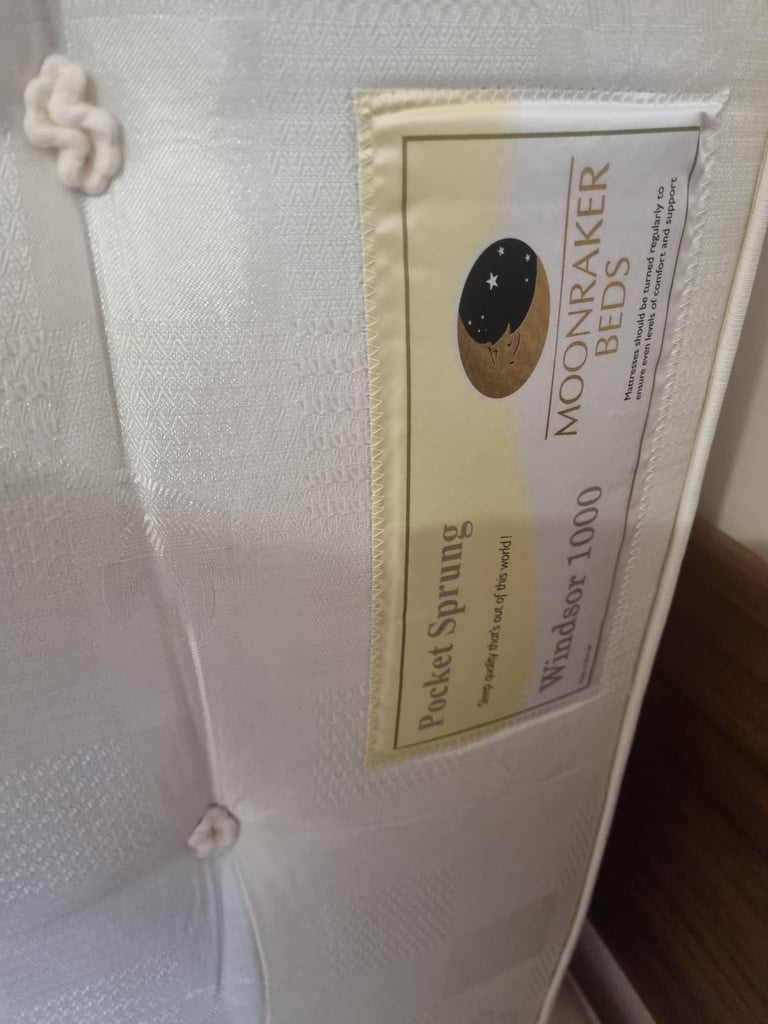 Pocket Sprung
Sleep quality that's out of this world!
Windsor 1000
MOONRAKER
BEDS
Mattresses should be turned regularly to
ensure even levels of comfort and support